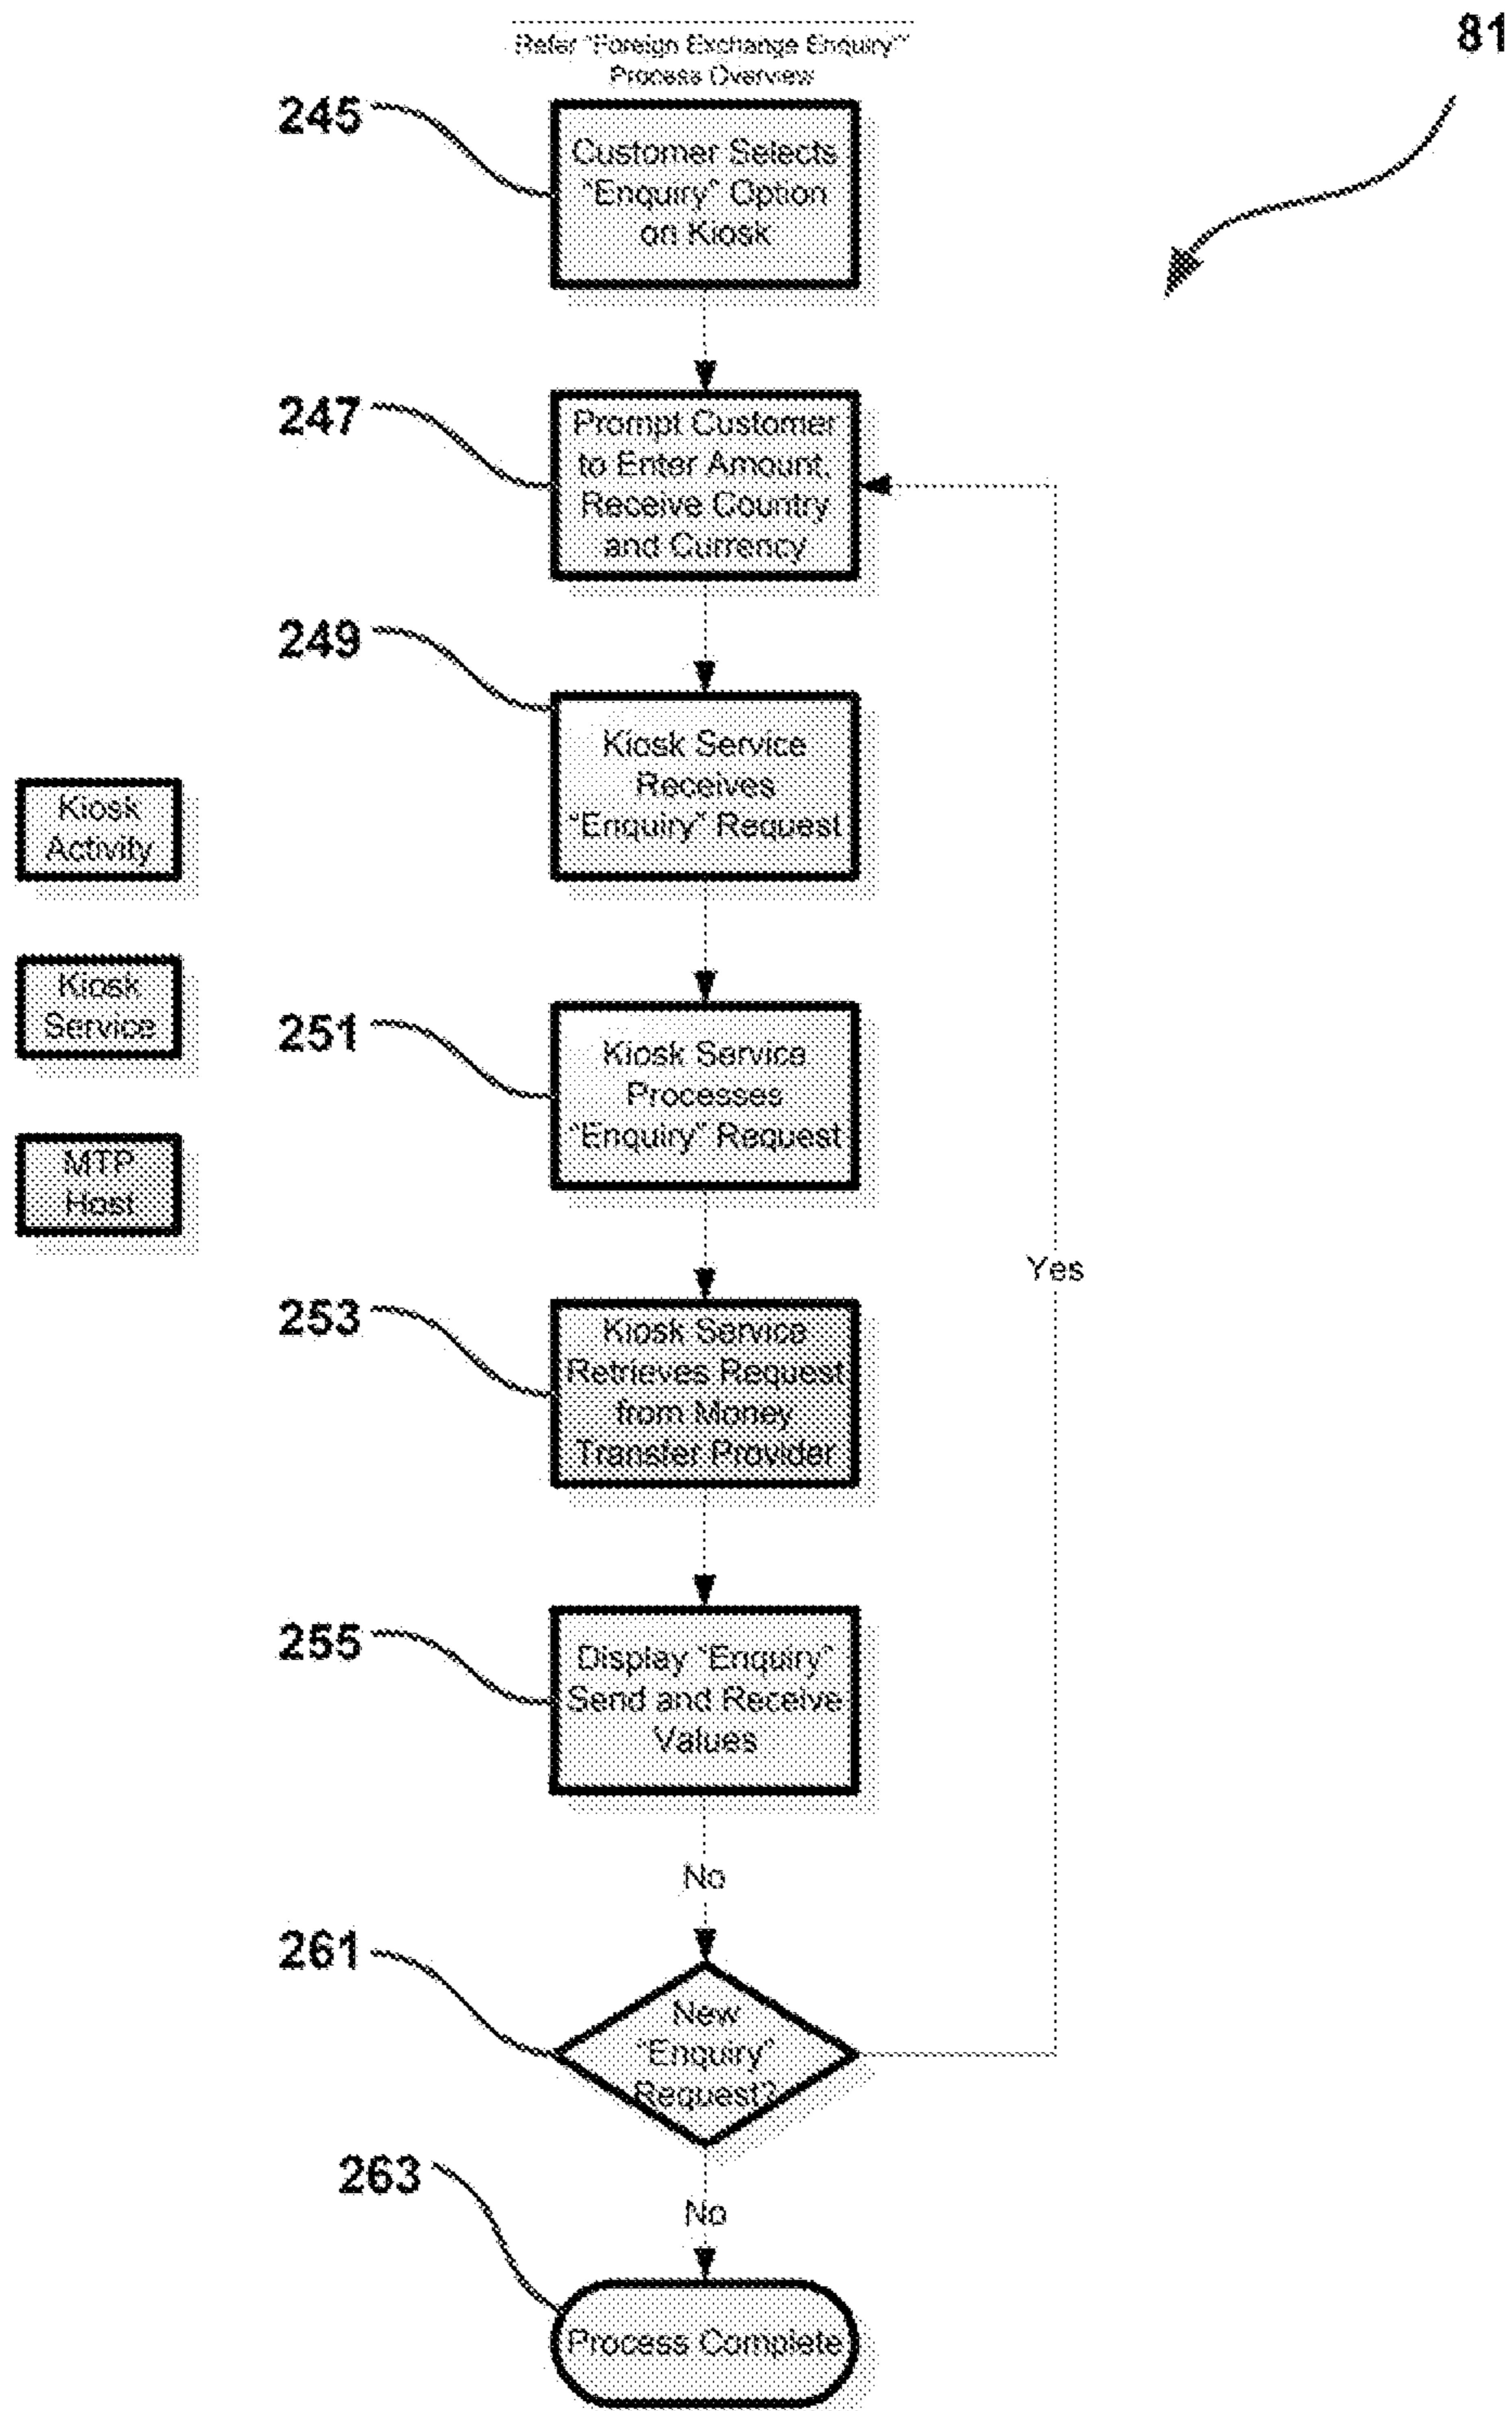 81
Refer "Foreign Exchange Enquiry"
Process Overview
245
Customer Selects
"Enquiry" Option
on Kiosk
247
Prompt Customer
to Enter Amount,
Receive Country
and Currency
249
Kiosk Service
Receives
"Enquiry" Request
Kiosk
Activity
Kiosk
Service
MTP
Host
251
Kiosk Service
Processes
"Enquiry" Request
Yes
253
Kiosk Service
Retrieves Request
from Money
Transfer Provider
255
Display "Enquiry"
Send and Receive
Values
No
261
New
"Enquiry"
Request?
263
No
Process Complete